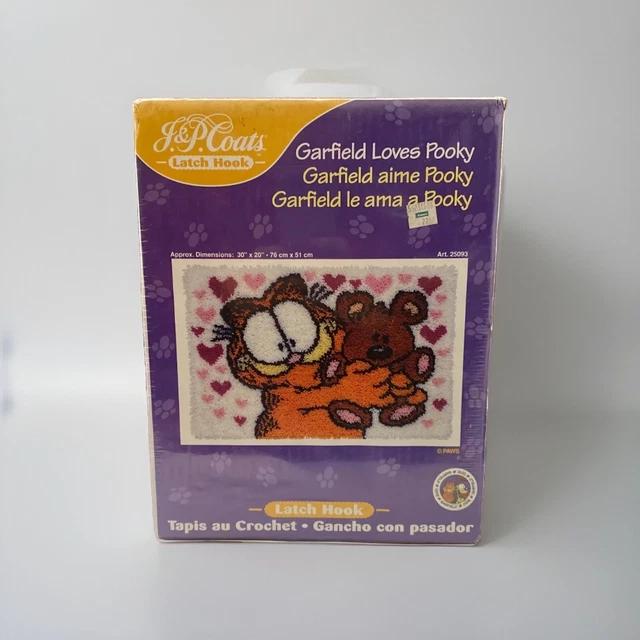 J.&P. Coats
Latch Hook
Garfield Loves Pooky
Garfield aime Pooky
Garfield le ama a Pooky
Approx. Dimensions: 30" x 20" • 76 cm x 51 cm
Art. 25093
© PAWS
Latch Hook
Tapis au Crochet • Gancho con pasador